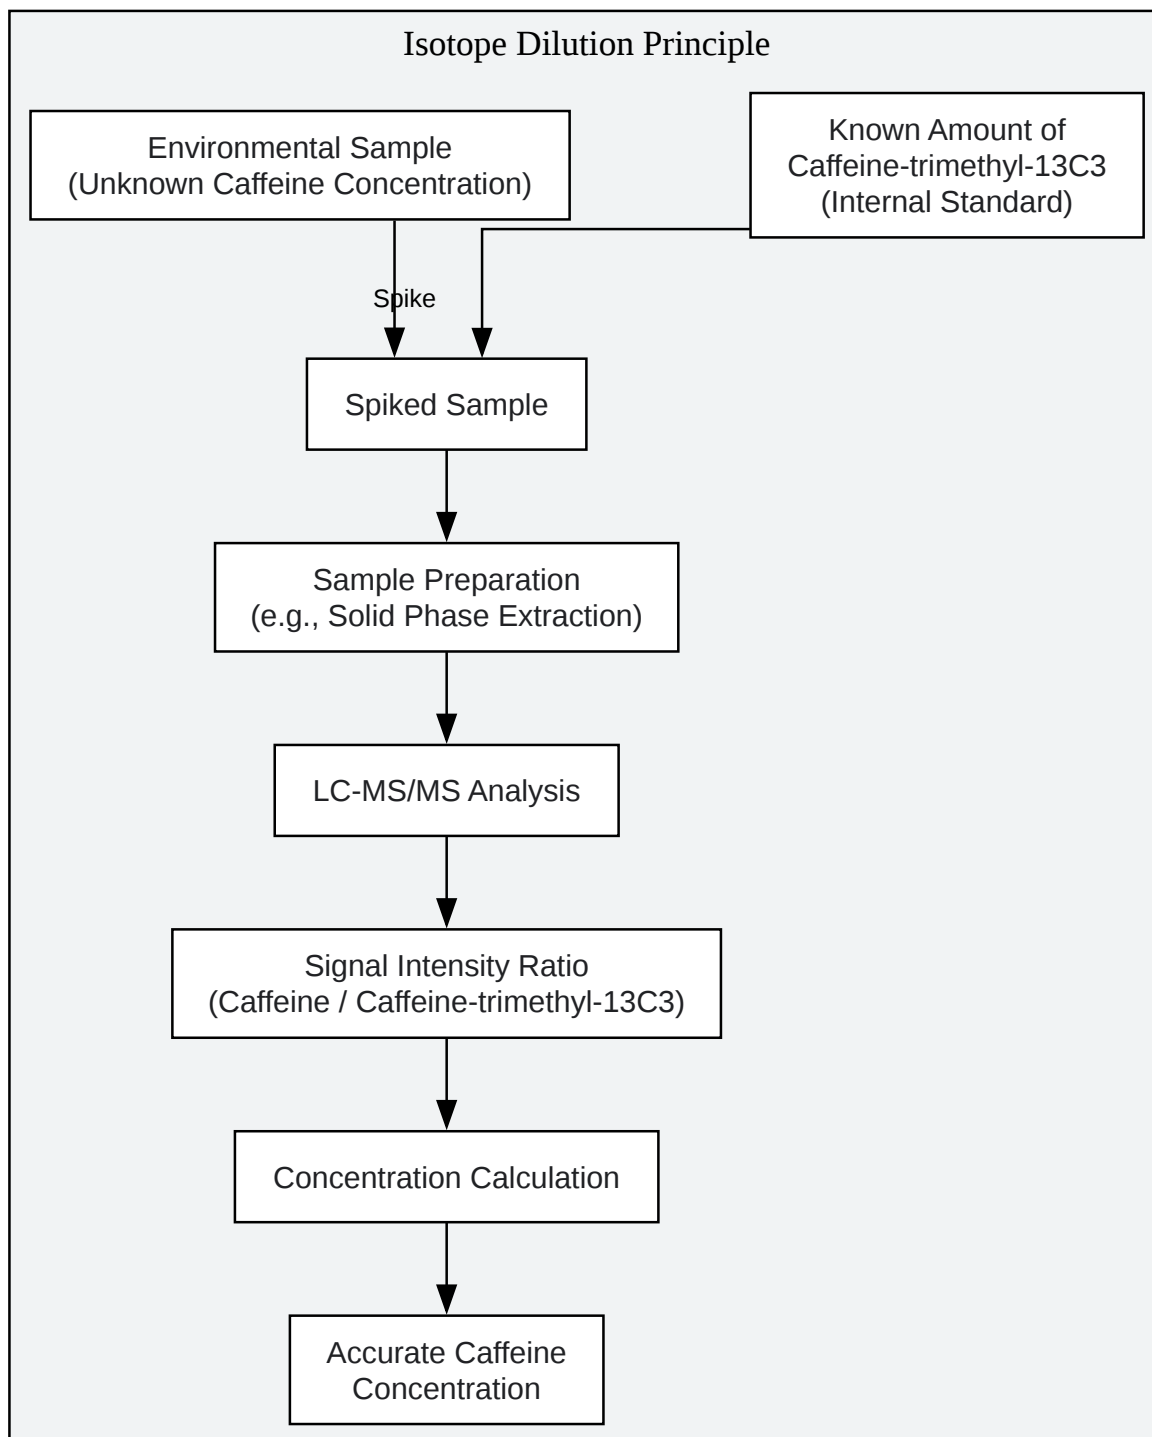 Isotope Dilution Principle
Environmental Sample
(Unknown Caffeine Concentration)
Known Amount of
Caffeine-trimethyl-13C3
(Internal Standard)
Spike
Spiked Sample
Sample Preparation
(e.g., Solid Phase Extraction)
LC-MS/MS Analysis
Signal Intensity Ratio
(Caffeine / Caffeine-trimethyl-13C3)
Concentration Calculation
Accurate Caffeine
Concentration